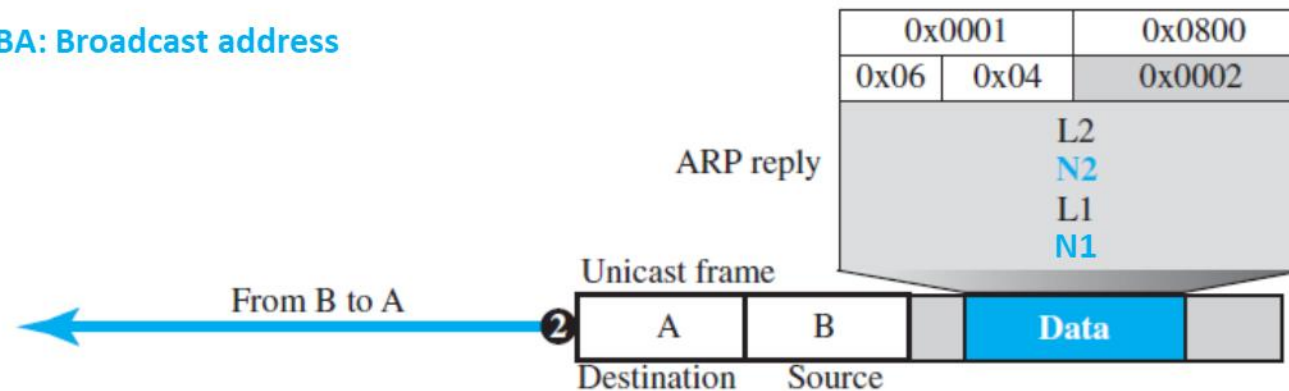 BA: Broadcast address
0x0001 0x0800
0x06 0x04 0x0002
ARP reply
L2
N2
L1
N1
Unicast frame
From B to A
2 A B Data
Destination Source